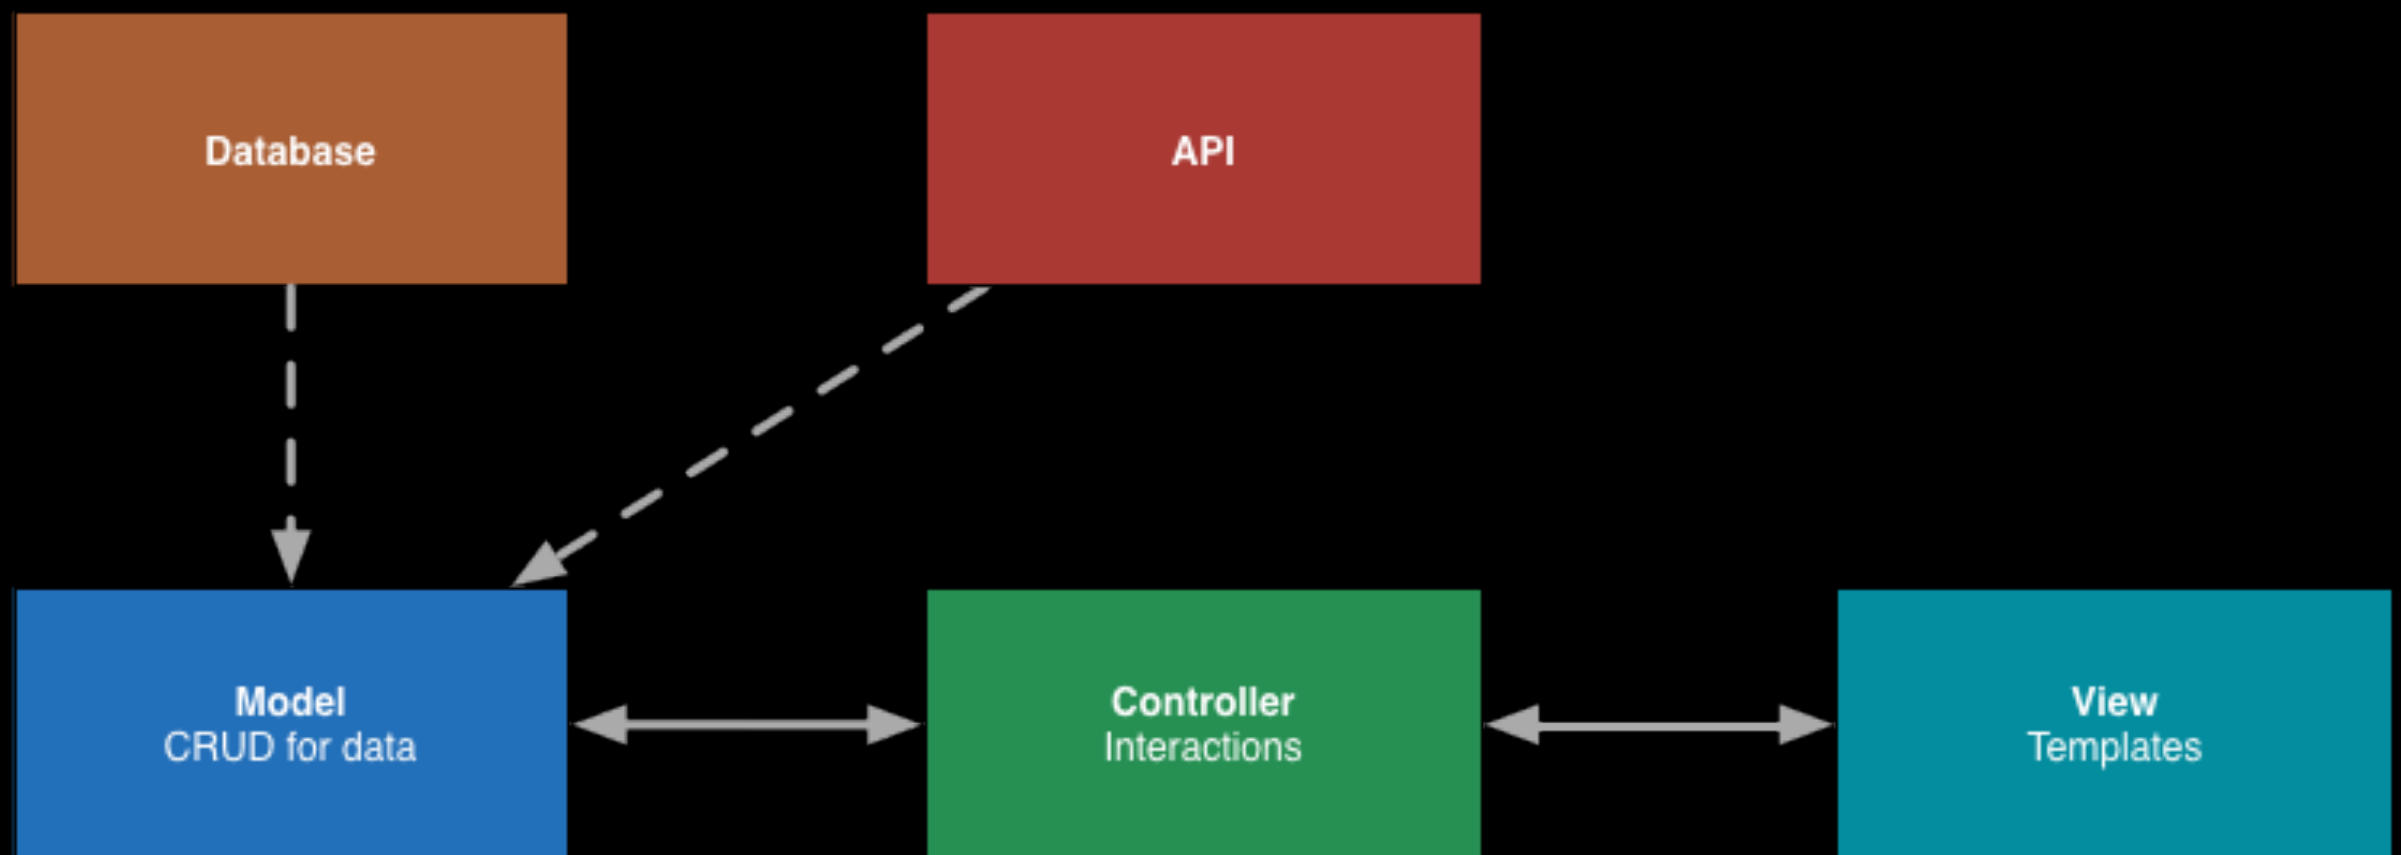 Database
API
Model
CRUD for data
Controller
Interactions
View
Templates